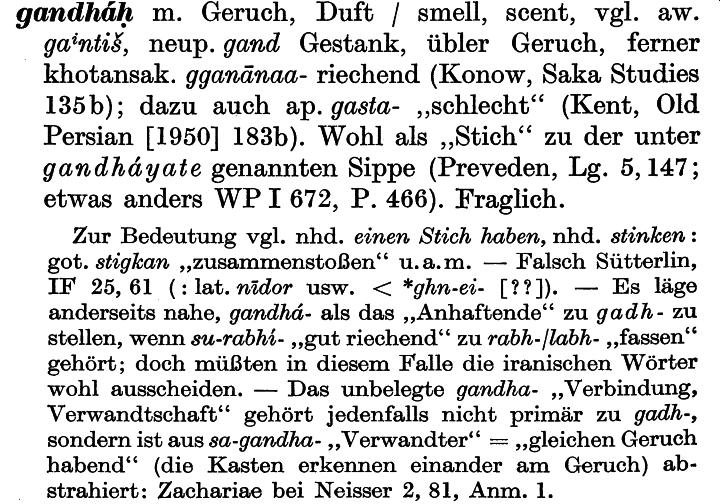 gandháḥ m. Geruch, Duft / smell, scent, vgl. aw.
gaⁱntiš̌, neup. gand Gestank, übler Geruch, ferner
khotansak. gganānaa- riechend (Konow, Saka Studies
135b); dazu auch ap. gasta- „schlecht“ (Kent, Old
Persian [1950] 183b). Wohl als „Stich“ zu der unter
gandháyate genannten Sippe (Preveden, Lg. 5,147;
etwas anders WP I 672, P. 466). Fraglich.
Zur Bedeutung vgl. nhd. einen Stich haben, nhd. stinken:
got. stigkan „zusammenstoßen“ u. a. m. — Falsch Sütterlin,
IF 25, 61 (: lat. nīdor usw. < *ghn-ei- [??]). — Es läge
anderseits nahe, gandhá- als das „Anhaftende“ zu gadh- zu
stellen, wenn su-rabhí- „gut riechend“ zu rabh-/labh- „fassen“
gehört; doch müßten in diesem Falle die iranischen Wörter
wohl ausscheiden. — Das unbelegte gandha- „Verbindung,
Verwandtschaft“ gehört jedenfalls nicht primär zu gadh-,
sondern ist aus sa-gandha- „Verwandter“ = „gleichen Geruch
habend“ (die Kasten erkennen einander am Geruch) ab-
strahiert: Zachariae bei Neisser 2, 81, Anm. 1.